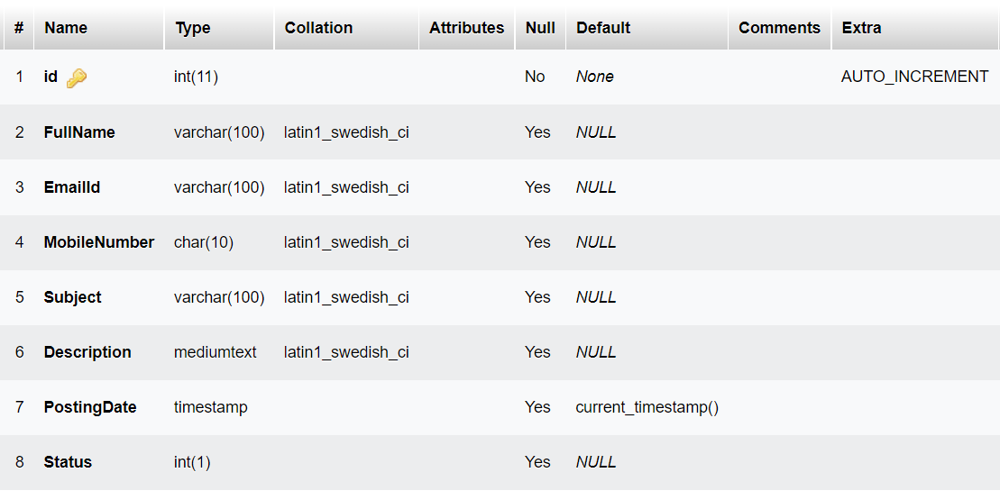 # Name Type Collation Attributes Null Default Comments Extra
1 id int(11) No None AUTO_INCREMENT
2 FullName varchar(100) latin1_swedish_ci Yes NULL
3 EmailId varchar(100) latin1_swedish_ci Yes NULL
4 MobileNumber char(10) latin1_swedish_ci Yes NULL
5 Subject varchar(100) latin1_swedish_ci Yes NULL
6 Description mediumtext latin1_swedish_ci Yes NULL
7 PostingDate timestamp Yes current_timestamp()
8 Status int(1) Yes NULL